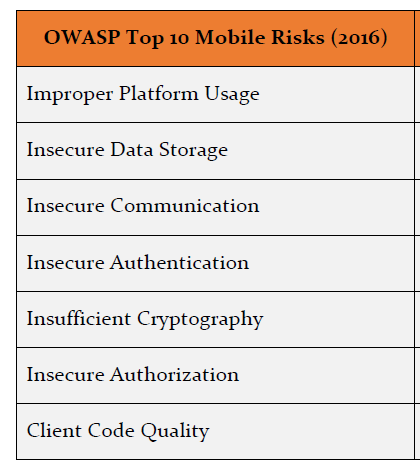 OWASP Top 10 Mobile Risks (2016)
Improper Platform Usage
Insecure Data Storage
Insecure Communication
Insecure Authentication
Insufficient Cryptography
Insecure Authorization
Client Code Quality